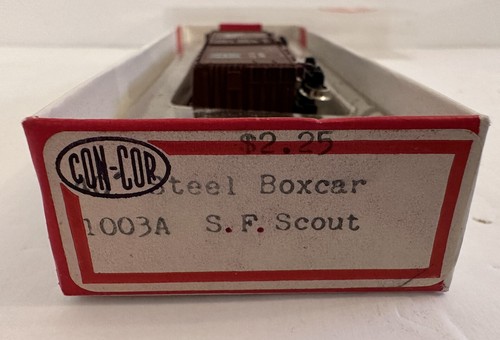 $2.25
CON-COR
Steel Boxcar
1003A S.F. Scout